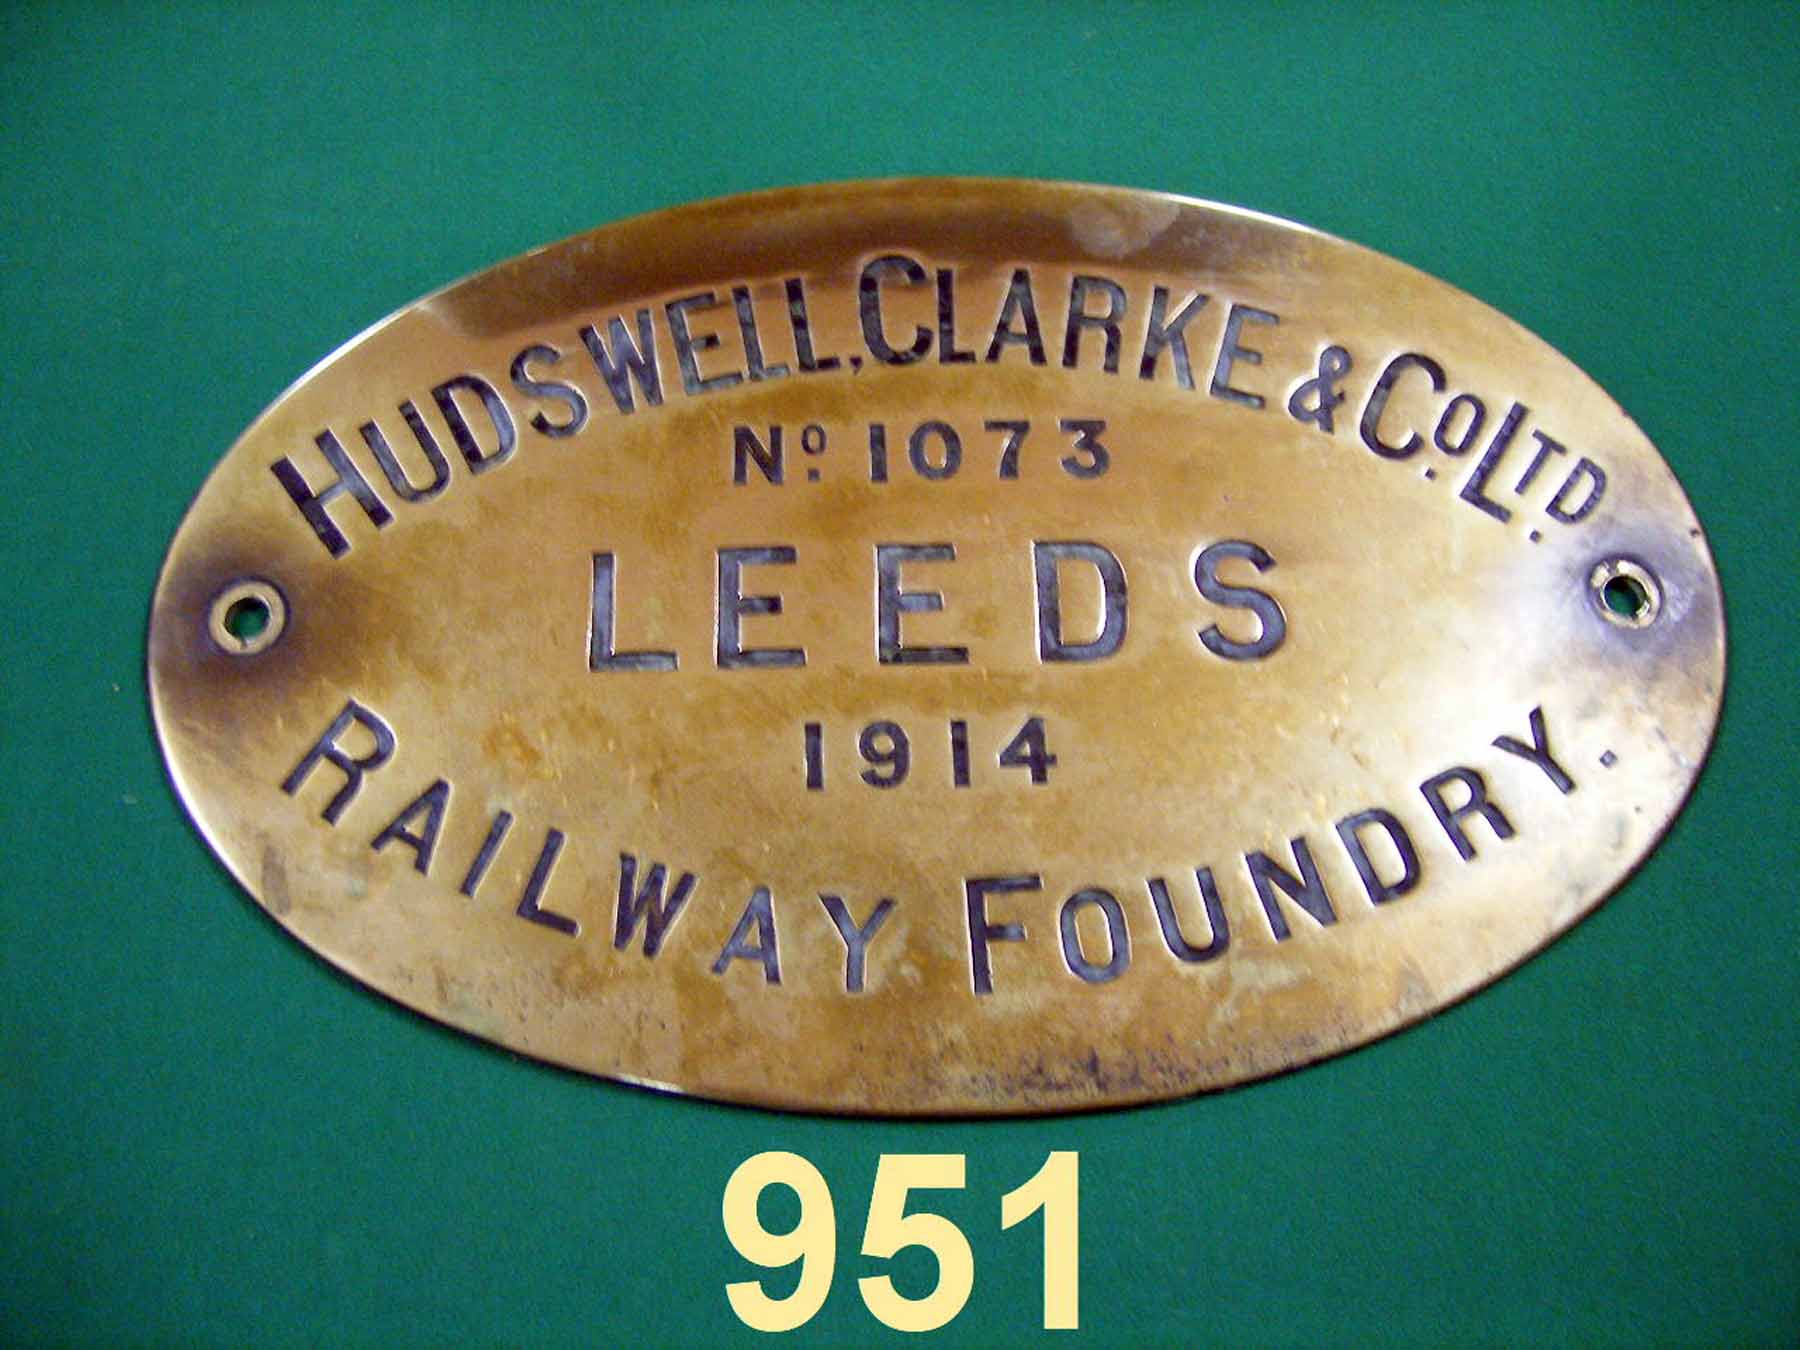 HUDSWELL, CLARKE & CO. LTD.
No. 1073
LEEDS
1914
RAILWAY FOUNDRY.
951